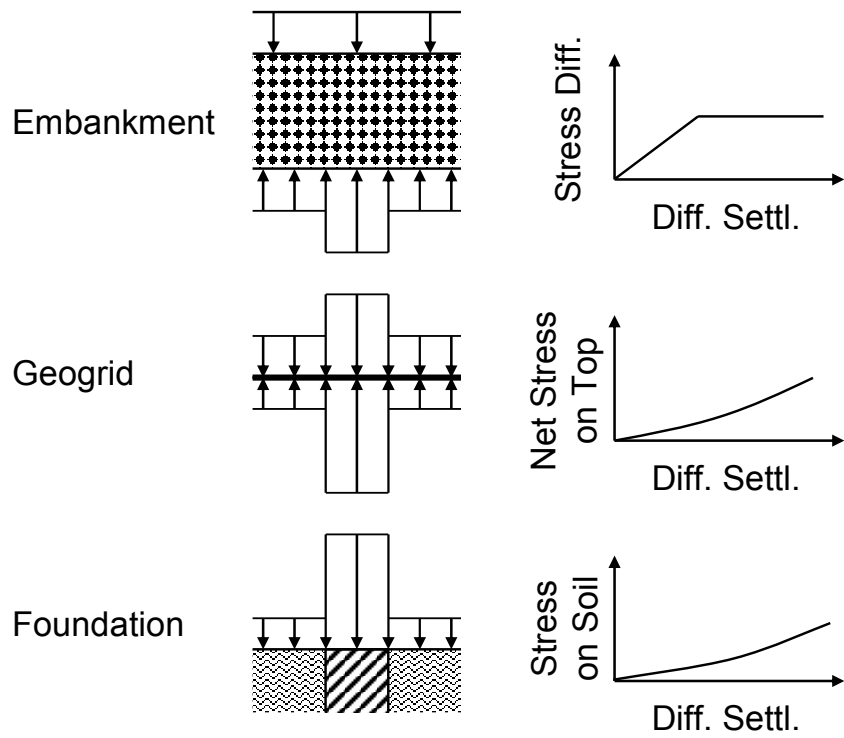 Embankment
Stress Diff.
Diff. Settl.
Geogrid
Net Stress
on Top
Diff. Settl.
Foundation
Stress
on Soil
Diff. Settl.